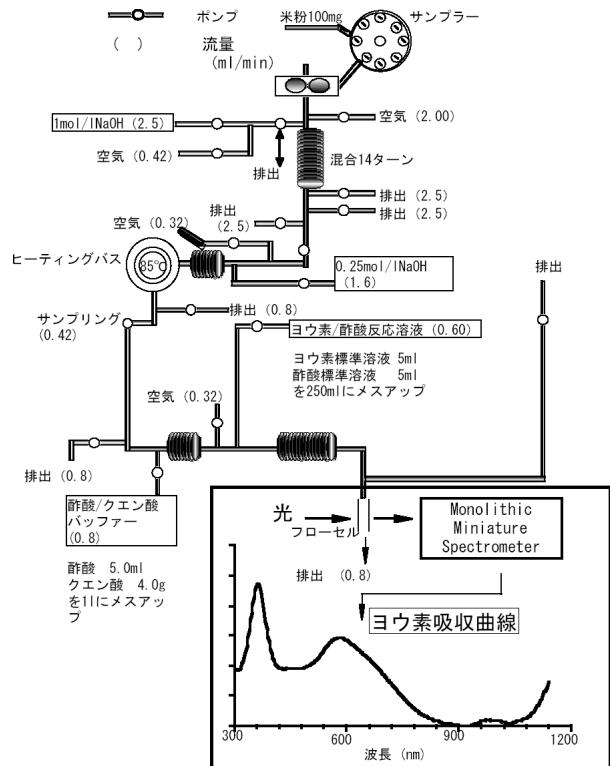 ポンプ
( ) 流量
(ml/min)
米粉100mg
サンプラー
1mol/lNaOH (2.5)
空気 (2.00)
空気 (0.42)
排出
混合14ターン
排出 (2.5)
排出 (2.5)
排出
(2.5)
空気 (0.32)
ヒーティングバス
85℃
0.25mol/lNaOH
(1.6)
排出
サンプリング
(0.42)
排出 (0.8)
ヨウ素/酢酸反応溶液 (0.60)
ヨウ素標準溶液 5ml
酢酸標準溶液 5ml
を250mlにメスアップ
空気 (0.32)
排出 (0.8)
酢酸/クエン酸
バッファー
(0.8)
酢酸 5.0ml
クエン酸 4.0g
を1lにメスアッ
プ
光
フローセル
Monolithic
Miniature
Spectrometer
排出 (0.8)
ヨウ素吸収曲線
300
600
900
1200
波長 (nm)